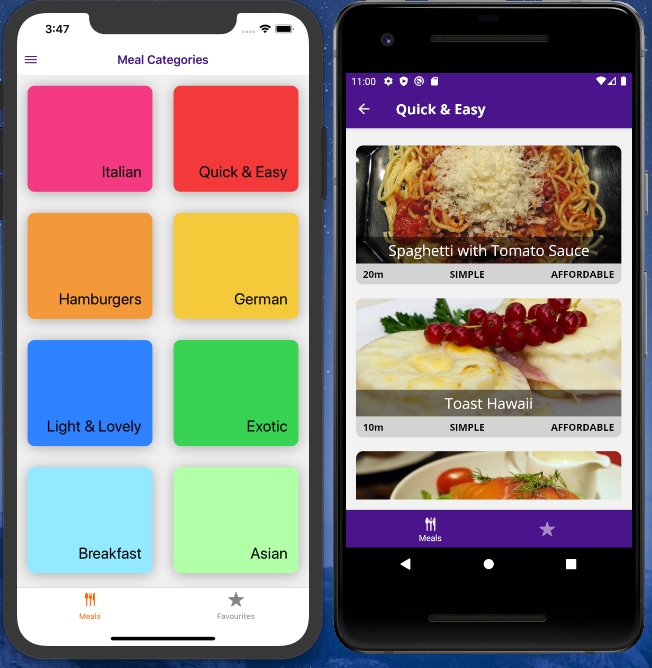 3:47
Meal Categories
Italian
Quick & Easy
Hamburgers
German
Light & Lovely
Exotic
Breakfast
Asian
Meals
Favourites
11:00
Quick & Easy
Spaghetti with Tomato Sauce
20m SIMPLE AFFORDABLE
Toast Hawaii
10m SIMPLE AFFORDABLE
Meals